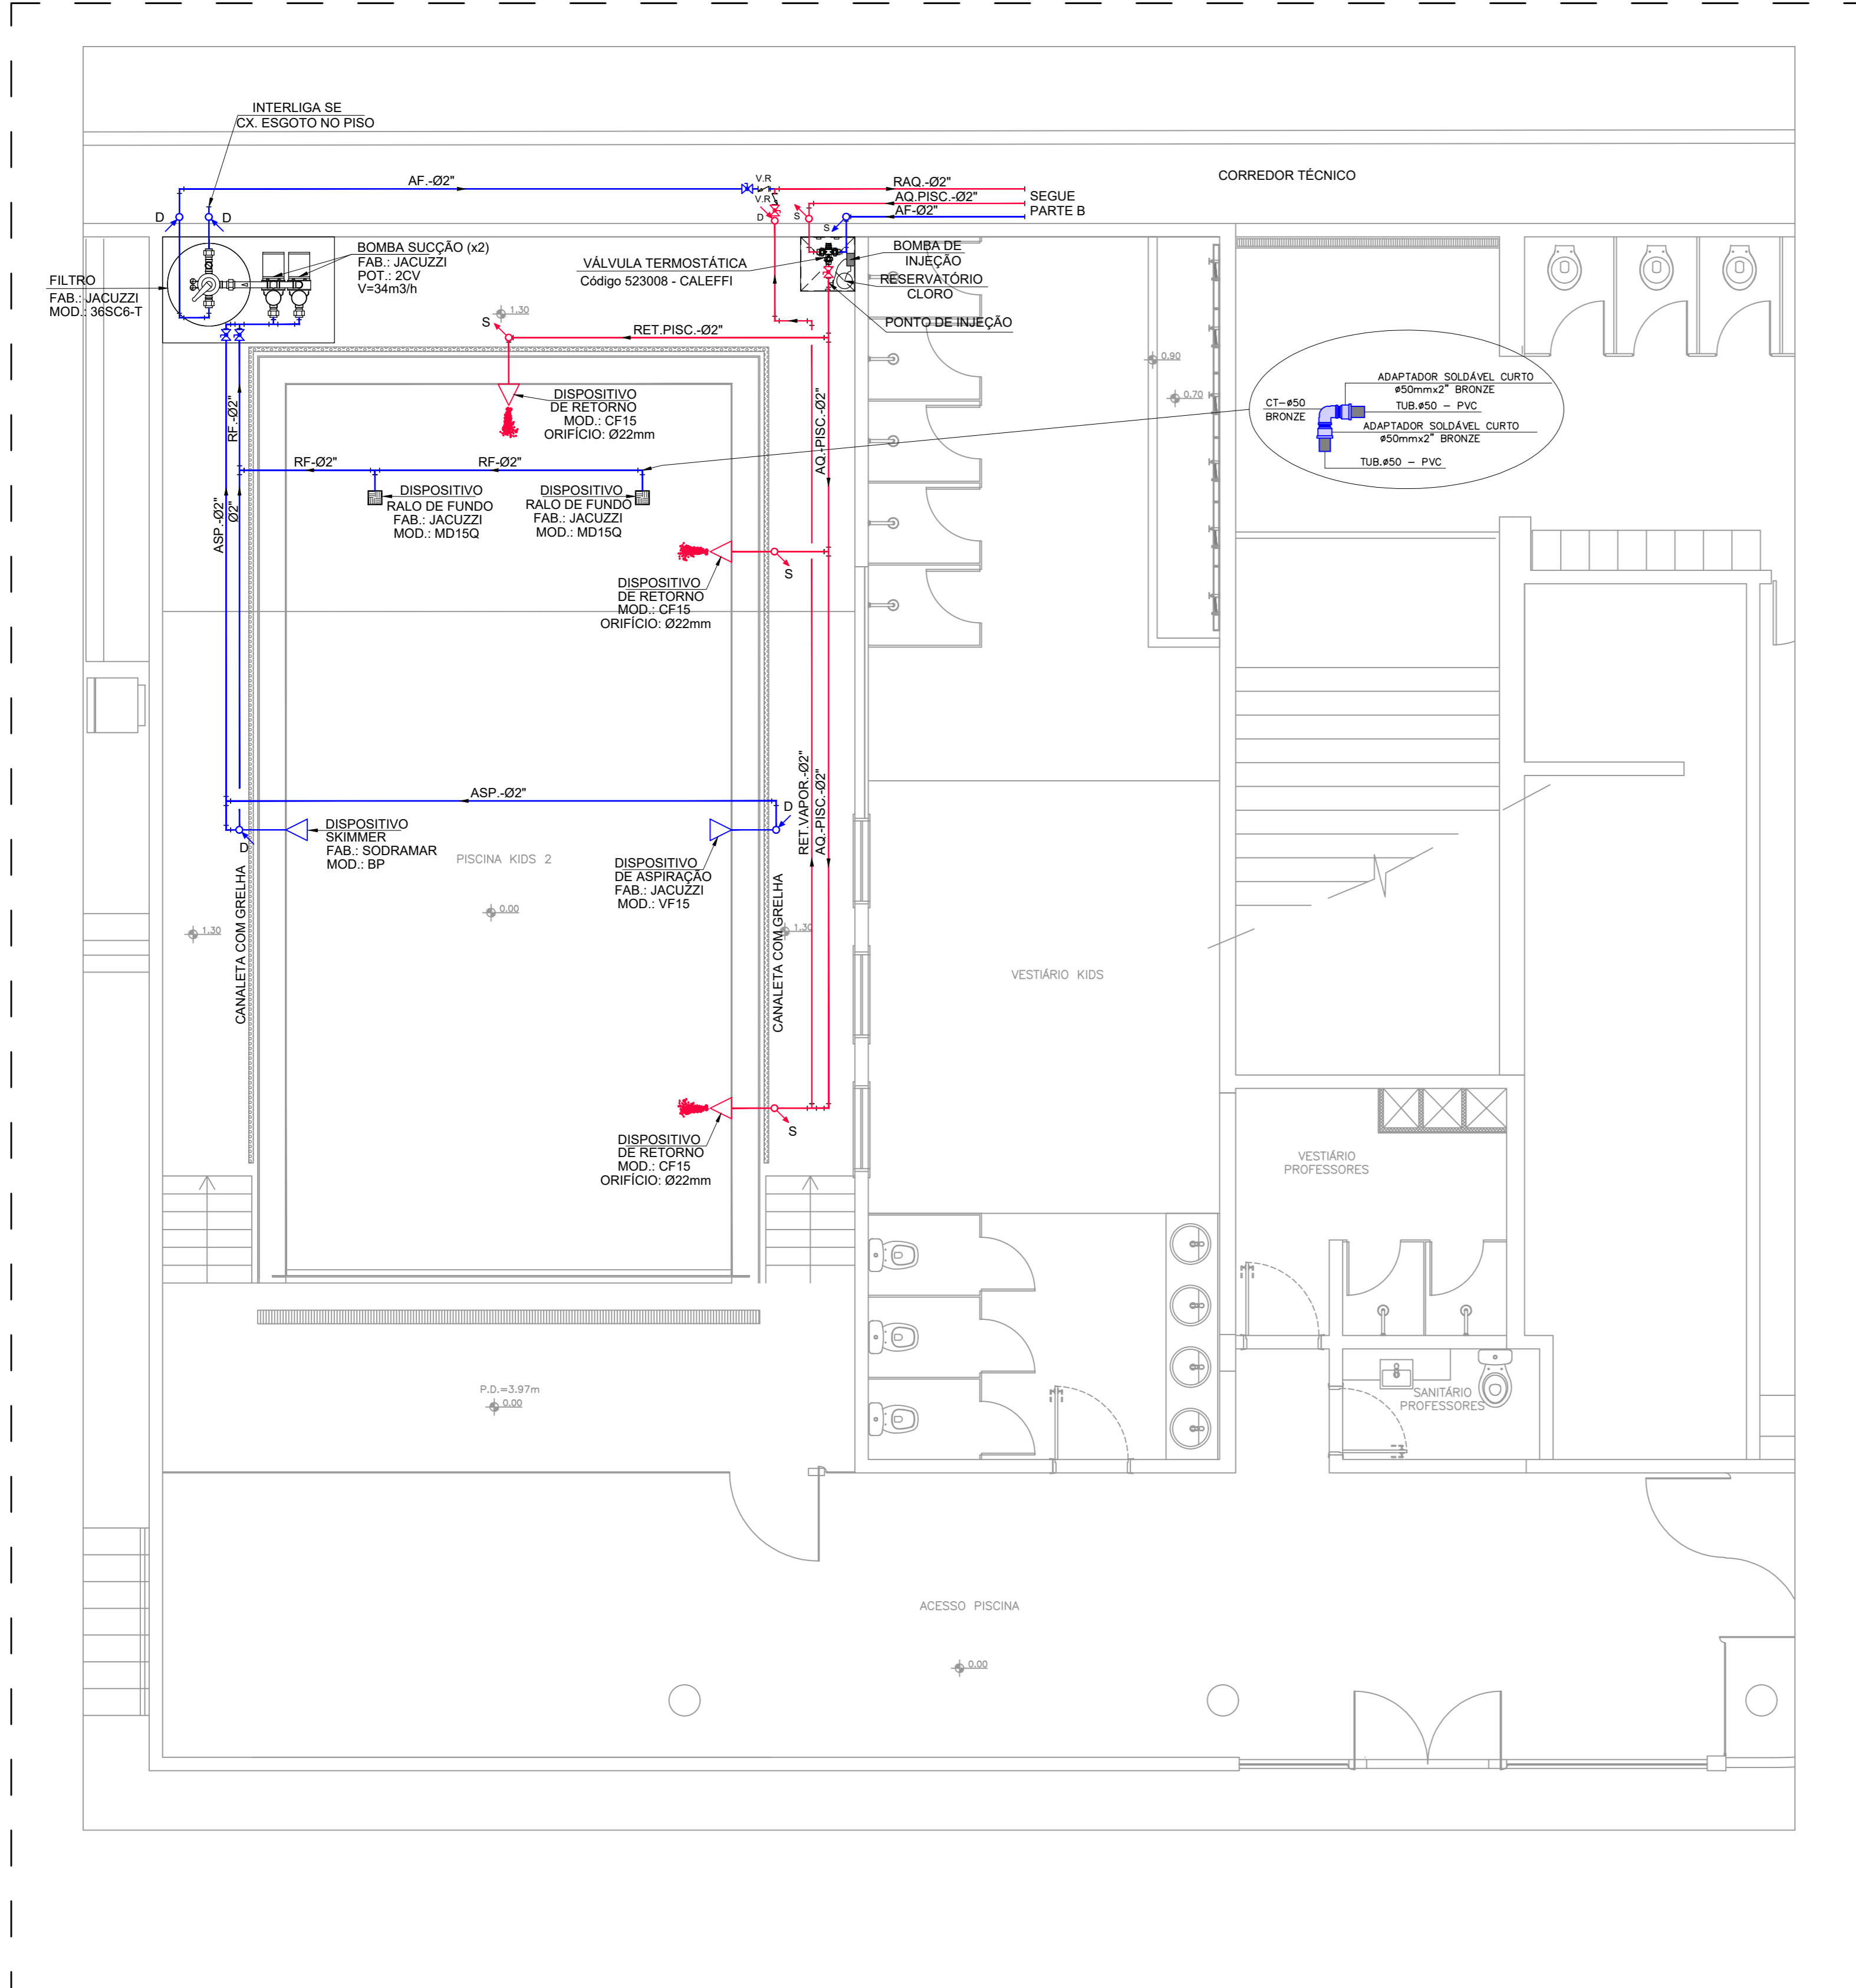 INTERLIGA SE
CX. ESGOTO NO PISO
AF.-Ø2"
V.R
V.R
RAQ.-Ø2"
AQ.PISC.-Ø2"
AF-Ø2"
SEGUE
PARTE B
CORREDOR TÉCNICO
D
D
D
S
S
FILTRO
FAB.: JACUZZI
MOD.: 36SC6-T
BOMBA SUCÇÃO (x2)
FAB.: JACUZZI
POT.: 2CV
V=34m3/h
VÁLVULA TERMOSTÁTICA
Código 523008 - CALEFFI
BOMBA DE
INJEÇÃO
RESERVATÓRIO
CLORO
PONTO DE INJEÇÃO
1.30
S
RET.PISC.-Ø2"
0.90
0.70
DISPOSITIVO
DE RETORNO
MOD.: CF15
ORIFÍCIO: Ø22mm
ADAPTADOR SOLDÁVEL CURTO
ø50mmx2" BRONZE
CT-ø50
BRONZE
TUB.ø50 - PVC
ADAPTADOR SOLDÁVEL CURTO
ø50mmx2" BRONZE
TUB.ø50 - PVC
RF.-Ø2"
AQ.-PISC.-Ø2"
RF-Ø2"
RF-Ø2"
ASP.-Ø2"
Ø2"
DISPOSITIVO
RALO DE FUNDO
FAB.: JACUZZI
MOD.: MD15Q
DISPOSITIVO
RALO DE FUNDO
FAB.: JACUZZI
MOD.: MD15Q
S
DISPOSITIVO
DE RETORNO
MOD.: CF15
ORIFÍCIO: Ø22mm
RET.VAPOR.-Ø2"
AQ.-PISC.-Ø2"
ASP.-Ø2"
D
D
DISPOSITIVO
SKIMMER
FAB.: SODRAMAR
MOD.: BP
PISCINA KIDS 2
DISPOSITIVO
DE ASPIRAÇÃO
FAB.: JACUZZI
MOD.: VF15
0.00
1.30
1.30
CANALETA COM GRELHA
CANALETA COM GRELHA
VESTIÁRIO KIDS
S
DISPOSITIVO
DE RETORNO
MOD.: CF15
ORIFÍCIO: Ø22mm
VESTIÁRIO
PROFESSORES
P.D.=3.97m
0.00
SANITÁRIO
PROFESSORES
ACESSO PISCINA
0.00